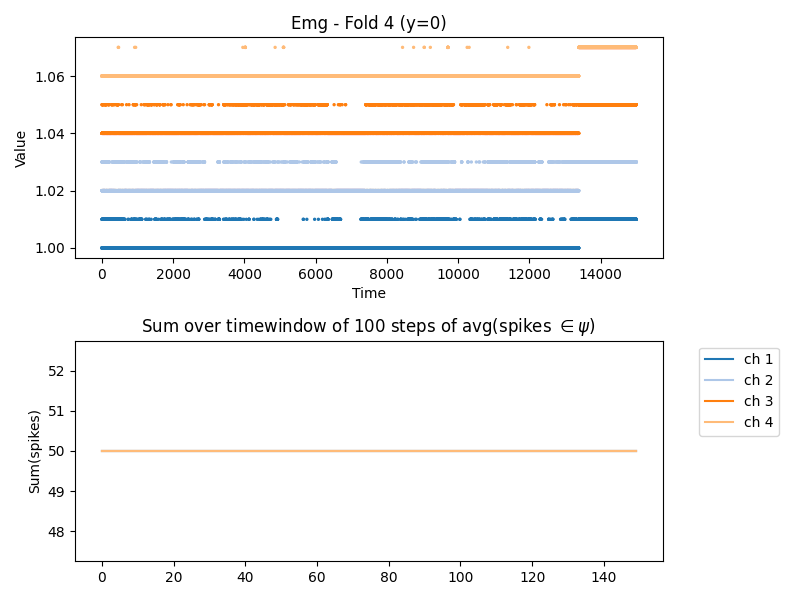 Emg - Fold 4 (y=0)
Value
1.06
1.04
1.02
1.00
0 2000 4000 6000 8000 10000 12000 14000
Time
Sum over timewindow of 100 steps of avg(spikes ∈ ψ)
Sum(spikes)
52
51
50
49
48
0 20 40 60 80 100 120 140
ch 1
ch 2
ch 3
ch 4